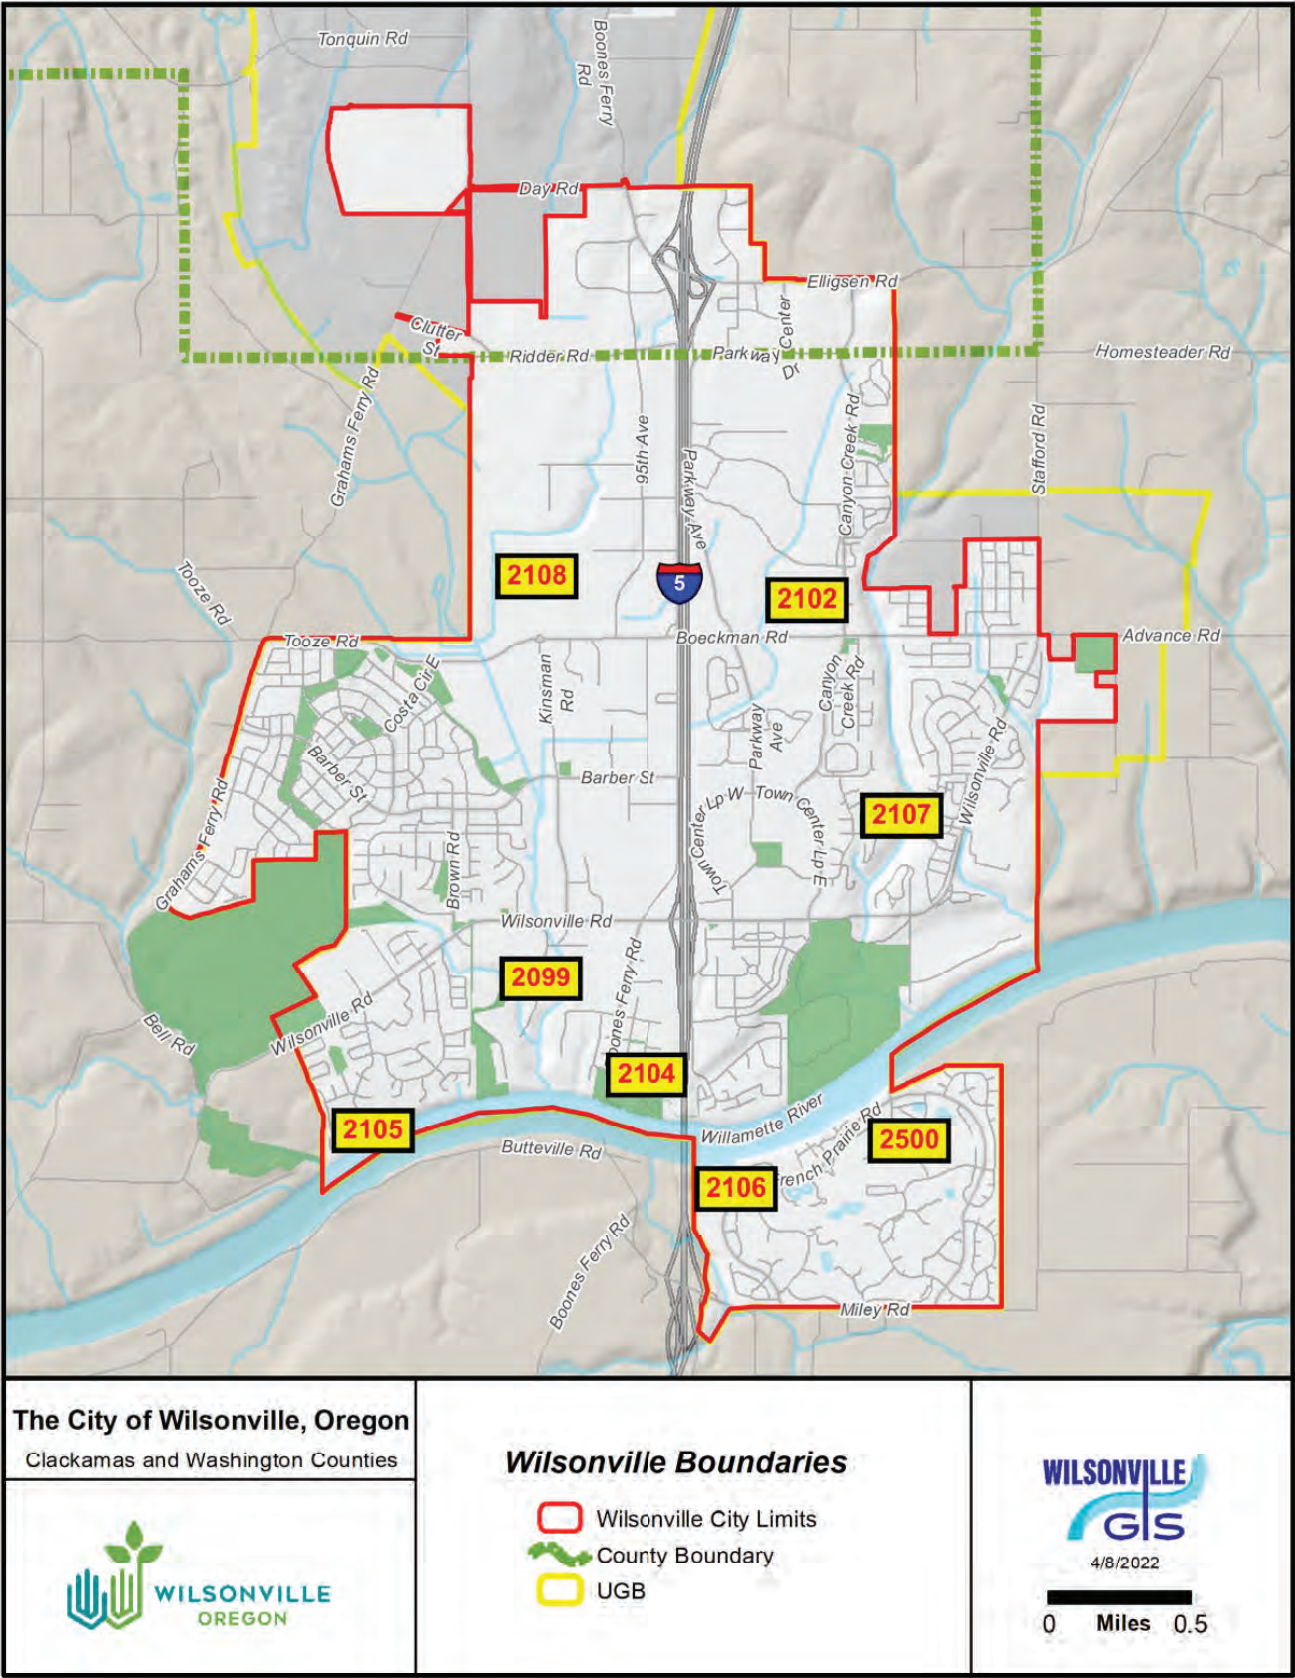 Tonquin Rd
Boones Ferry
Rd
Day Rd
Elligsen Rd
Clutter
St
Ridder Rd
Parkway
Center
Dr
Homesteader Rd
Grahams Ferry Rd
95th Ave
Parkway Ave
Canyon Creek Rd
Stafford Rd
Tooze Rd
2108
5
2102
Tooze Rd
Boeckman Rd
Advance Rd
Costa Cir E
Kinsman
Rd
Canyon
Creek Rd
Parkway
Ave
Barber St
Barber St
Wilsonville Rd
Town Center Lp W
Town Center Lp E
2107
Grahams Ferry Rd
Brown Rd
Wilsonville Rd
2099
Boones Ferry Rd
Wilsonville Rd
Bell Rd
2104
2105
Willamette River
2500
Butteville Rd
French Prairie Rd
2106
Boones Ferry Rd
Miley Rd
The City of Wilsonville, Oregon
Clackamas and Washington Counties
WILSONVILLE
OREGON
Wilsonville Boundaries
Wilsonville City Limits
County Boundary
UGB
WILSONVILLE
GIS
4/8/2022
0 Miles 0.5